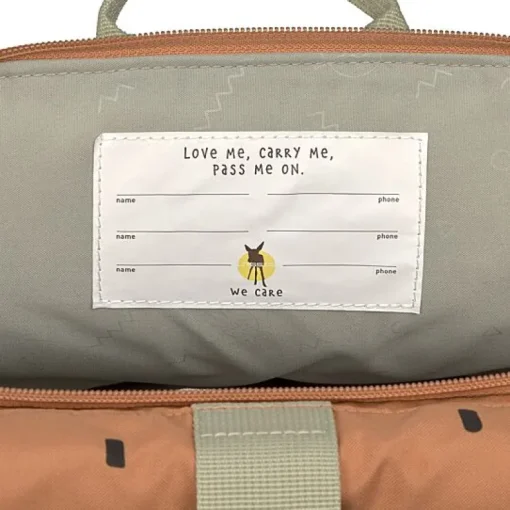 Love me, carry me,
pass me on.
name phone
name phone
name phone
we care